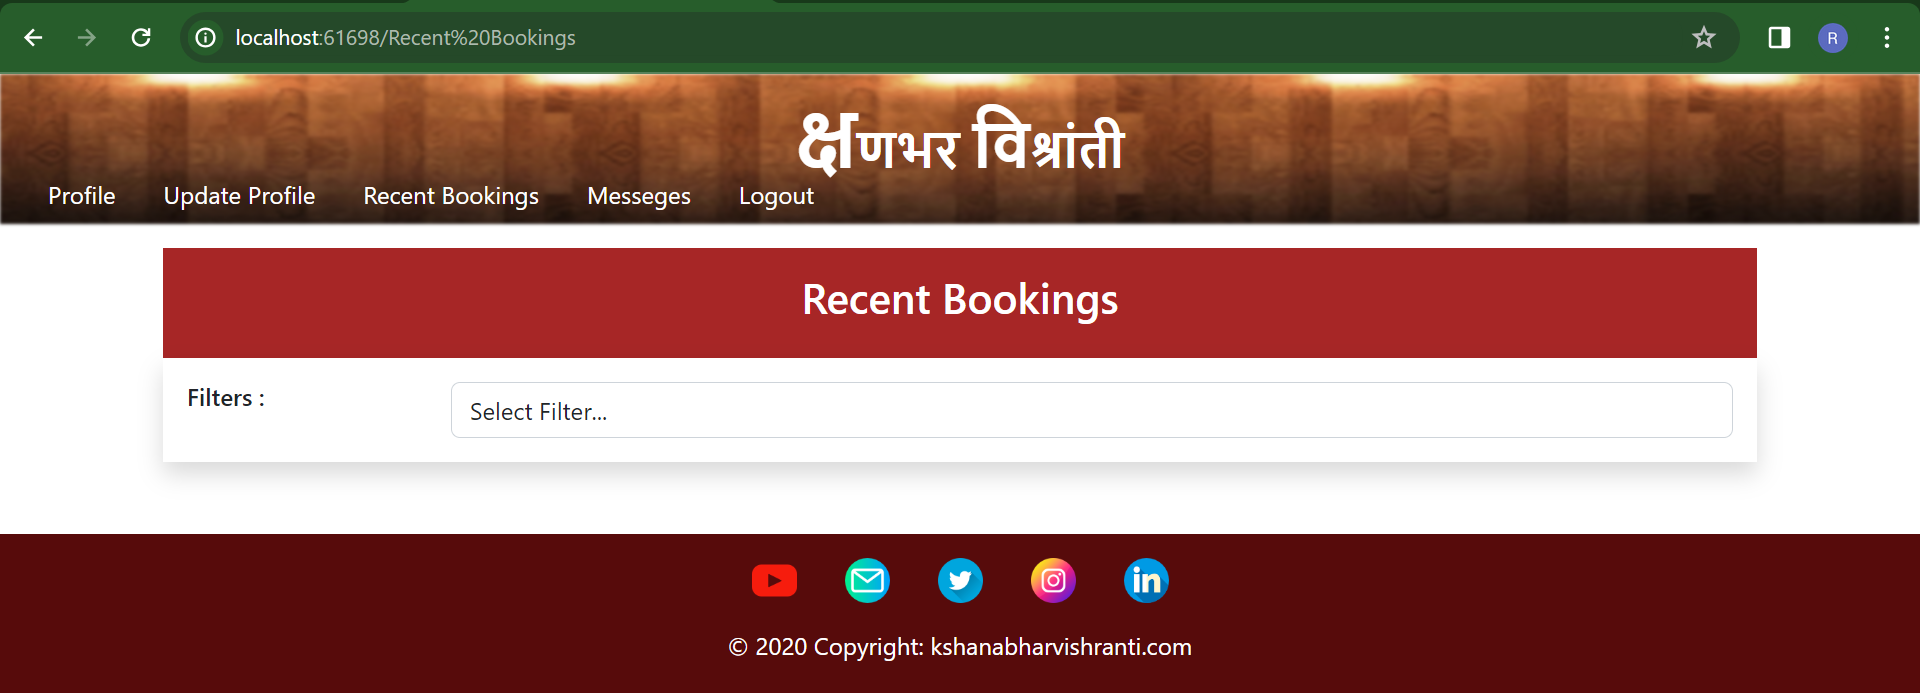 localhost:61698/Recent%20Bookings
R
क्षणभर विश्रांती
Profile Update Profile Recent Bookings Messeges Logout
Recent Bookings
Filters :
Select Filter...
in
© 2020 Copyright: kshanabharvishranti.com